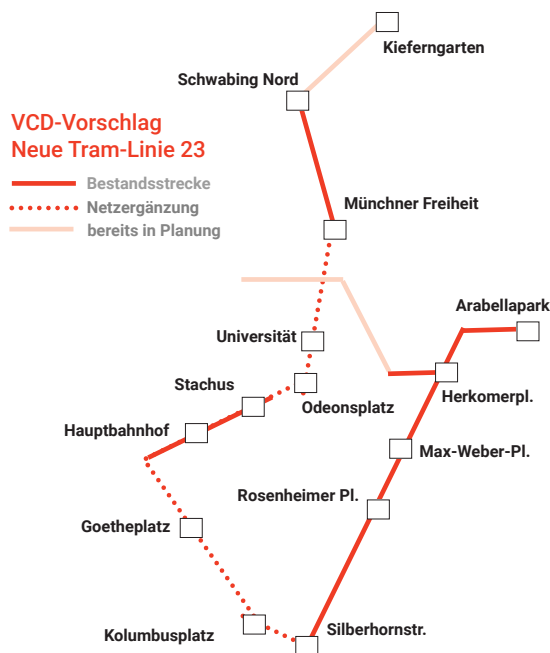 Kieferngarten
Schwabing Nord
VCD-Vorschlag
Neue Tram-Linie 23
Bestandsstrecke
Netzergänzung
bereits in Planung
Münchner Freiheit
Arabellapark
Universität
Stachus
Odeonsplatz
Herkomerpl.
Hauptbahnhof
Max-Weber-Pl.
Rosenheimer Pl.
Goetheplatz
Kolumbusplatz
Silberhornstr.